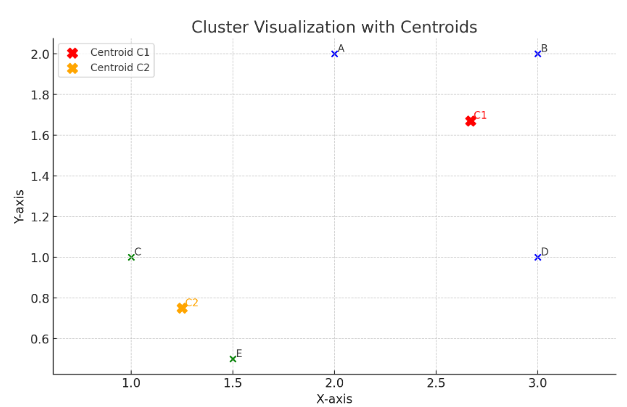 Cluster Visualization with Centroids
Centroid C1
Centroid C2
A
B
C1
C
D
C2
E
Y-axis
2.0
1.8
1.6
1.4
1.2
1.0
0.8
0.6
1.0
1.5
2.0
2.5
3.0
X-axis